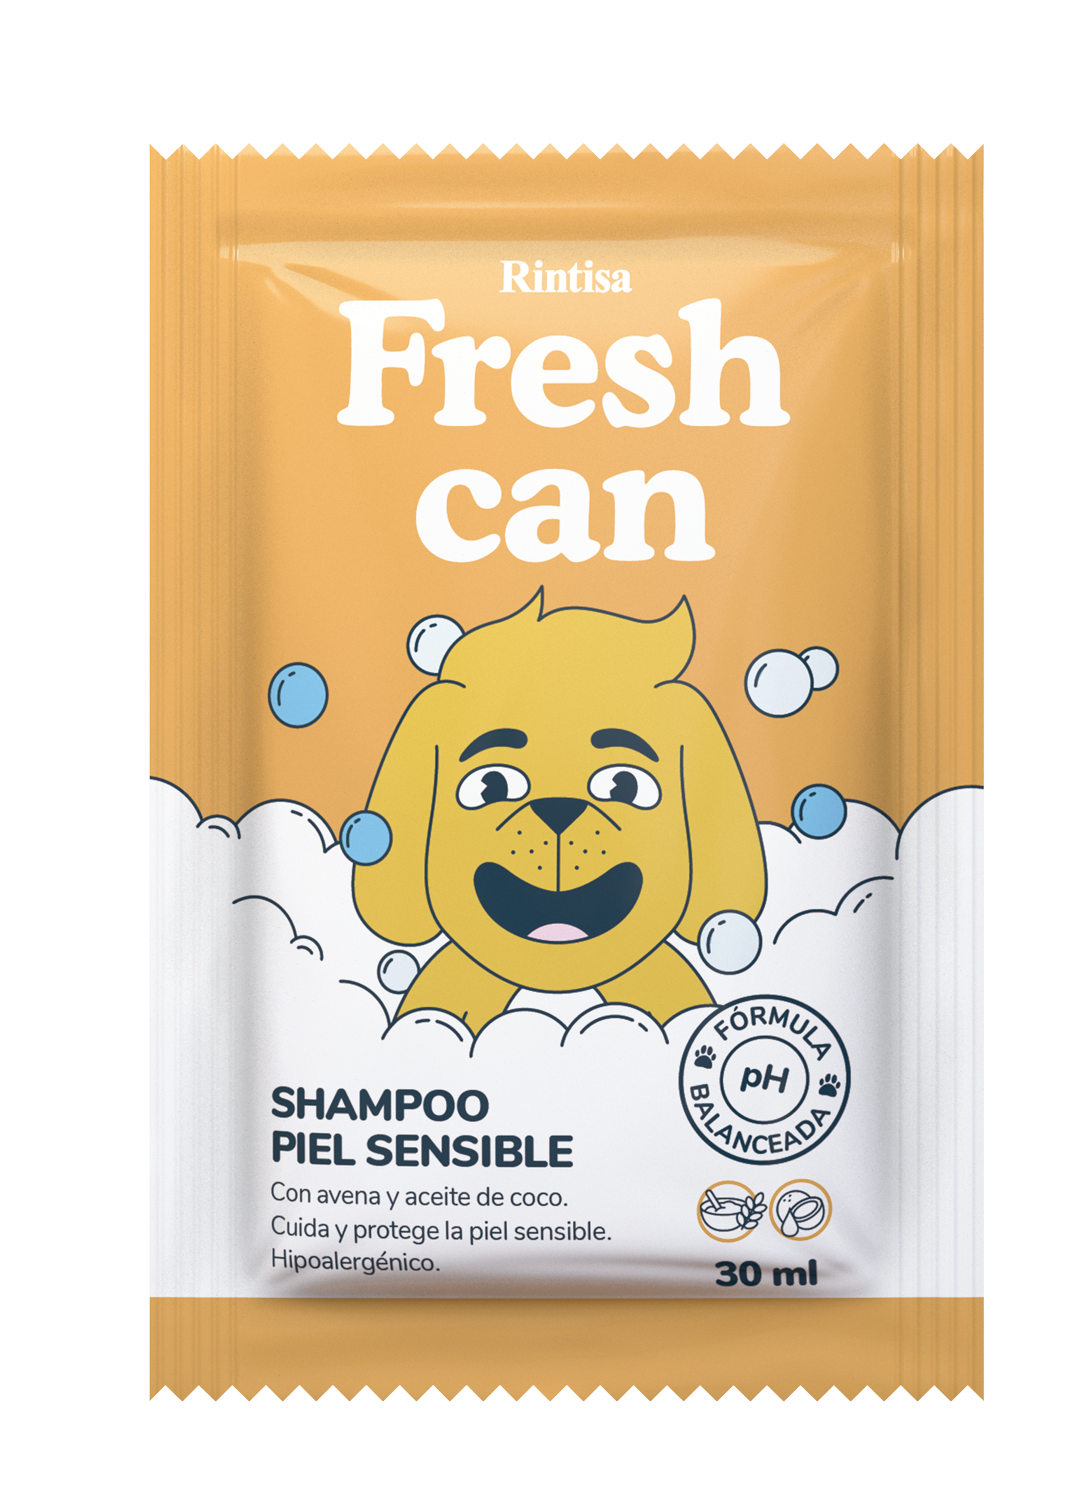 Rintisa
Fresh
can
FÓRMULA
pH
BALANCEADA
SHAMPOO
PIEL SENSIBLE
Con avena y aceite de coco.
Cuida y protege la piel sensible.
Hipoalergénico.
30 ml